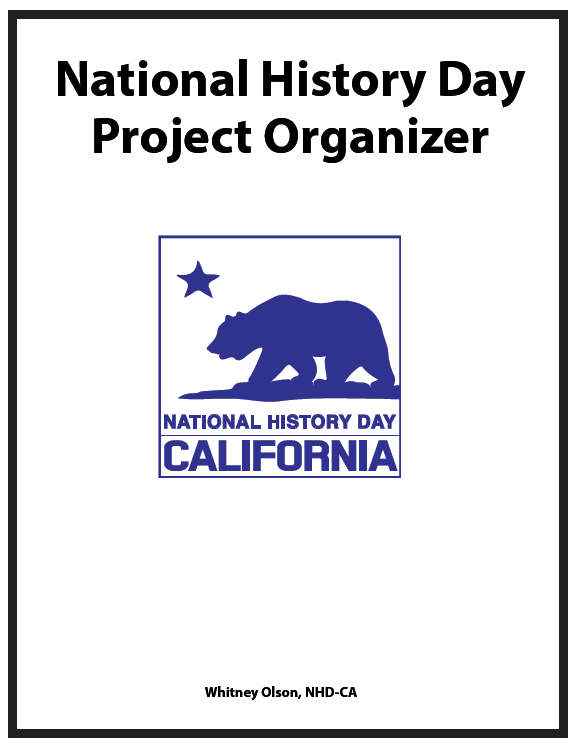 National History Day
Project Organizer
NATIONAL HISTORY DAY
CALIFORNIA
Whitney Olson, NHD-CA